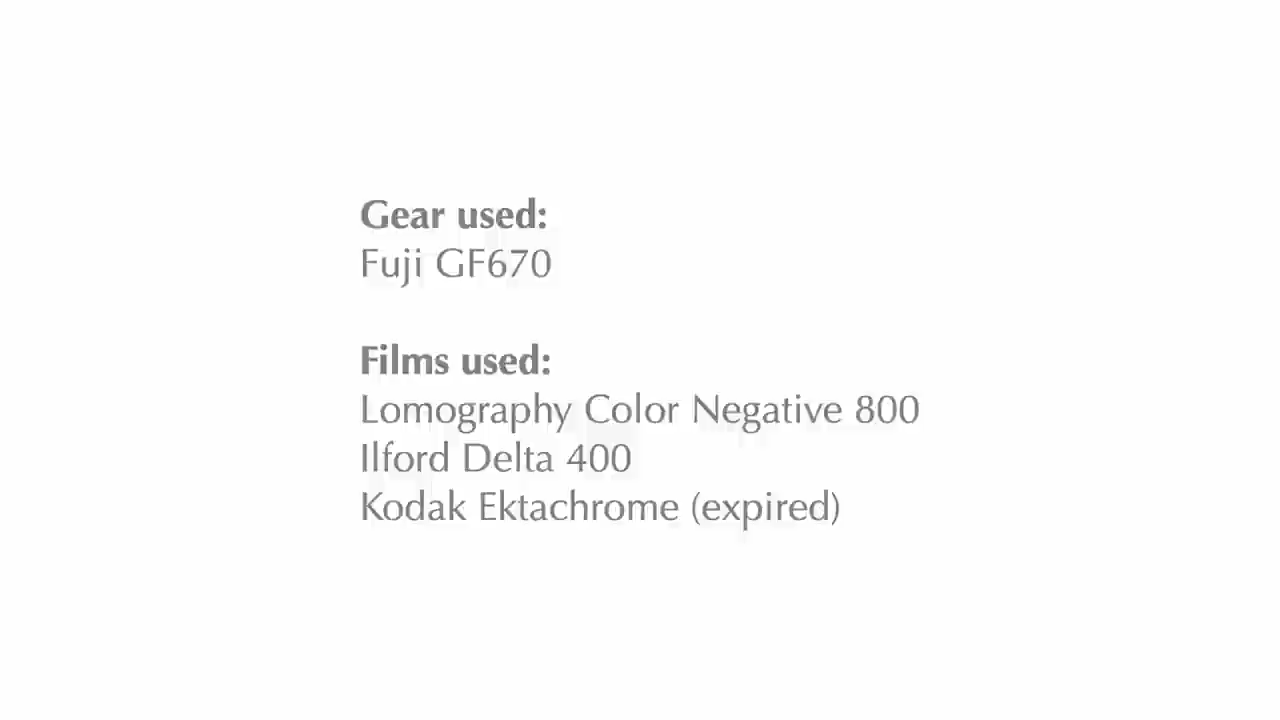 Gear used:
Fuji GF670
Films used:
Lomography Color Negative 800
Ilford Delta 400
Kodak Ektachrome (expired)